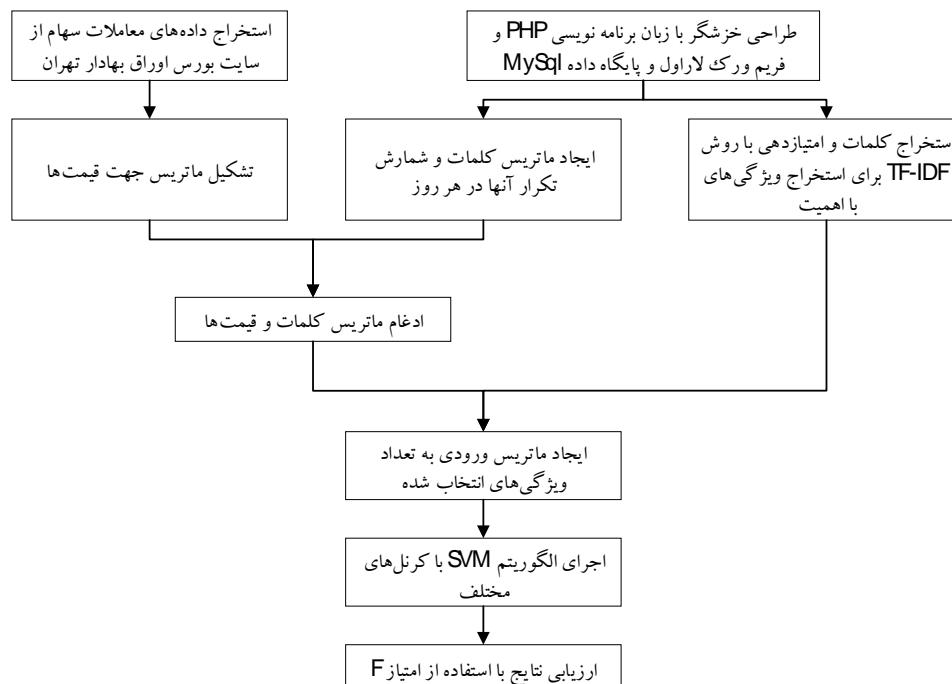 طراحی خزشگر با زبان برنامه نویسی PHP و
فریم ورک لاراول و پایگاه داده MySql
استخراج داده‌های معاملات سهام از
سایت بورس اوراق بهادار تهران
ستخراج کلمات و امتیازدهی با روش
TF-IDF برای استخراج ویژگی‌های
با اهمیت
ایجاد ماتریس کلمات و شمارش
تکرار آنها در هر روز
تشکیل ماتریس جهت قیمت‌ها
ادغام ماتریس کلمات و قیمت‌ها
ایجاد ماتریس ورودی به تعداد
ویژگی‌های انتخاب شده
اجرای الگوریتم SVM با کرنل‌های
مختلف
ارزیابی نتایج با استفاده از امتیاز F